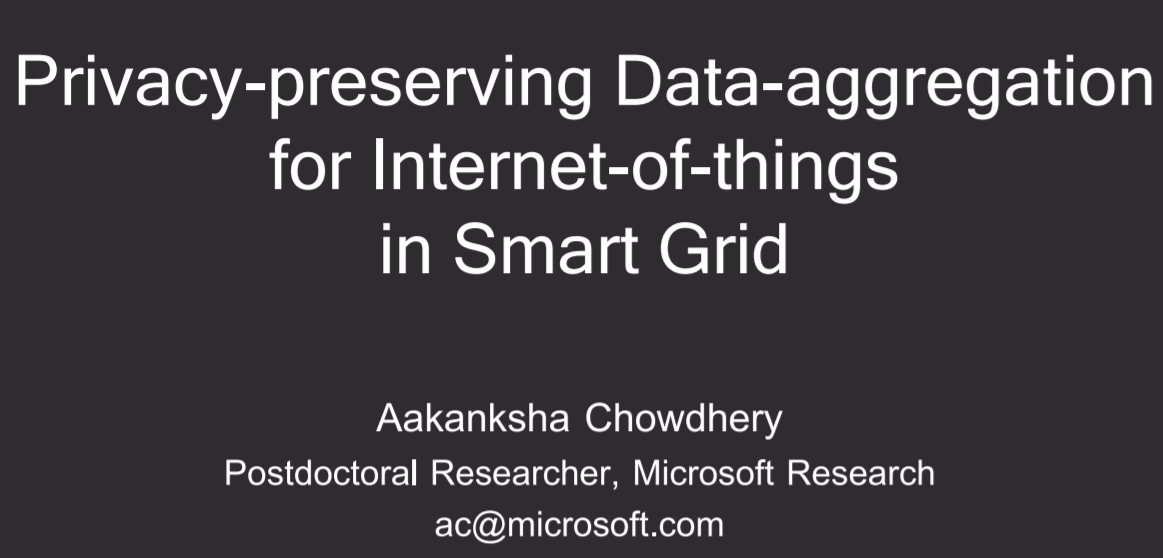 Privacy-preserving Data-aggregation
for Internet-of-things
in Smart Grid
Aakanksha Chowdhery
Postdoctoral Researcher, Microsoft Research
ac@microsoft.com